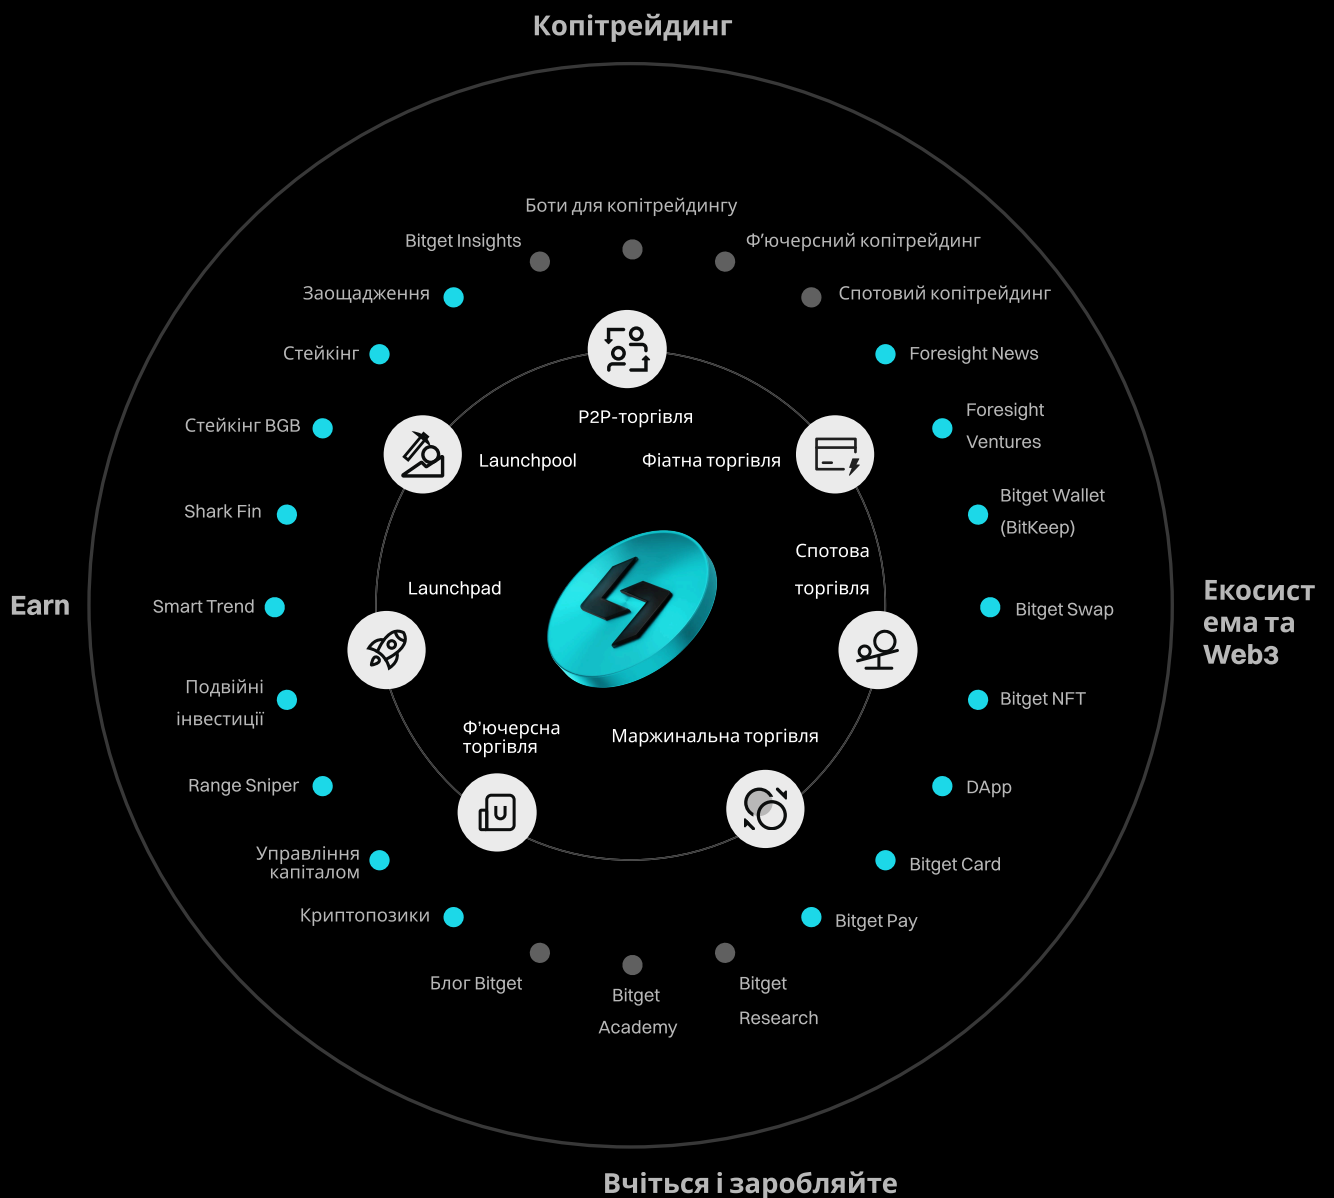 Копітрейдинг
Боти для копітрейдингу
Bitget Insights
Ф’ючерсний копітрейдинг
Заощадження
Спотовий копітрейдинг
Стейкінг
Foresight News
Стейкінг BGB
Foresight
Ventures
P2P-торгівля
Launchpool
Фіатна торгівля
Shark Fin
Bitget Wallet
(BitKeep)
Спотова
торгівля
Launchpad
Earn
Smart Trend
Bitget Swap
Екосист
ема та
Web3
Подвійні
інвестиції
Bitget NFT
Ф’ючерсна
торгівля
Маржинальна торгівля
Range Sniper
DApp
U
Управління
капіталом
Bitget Card
Криптопозики
Bitget Pay
Блог Bitget
Bitget
Academy
Bitget
Research
Вчіться і заробляйте